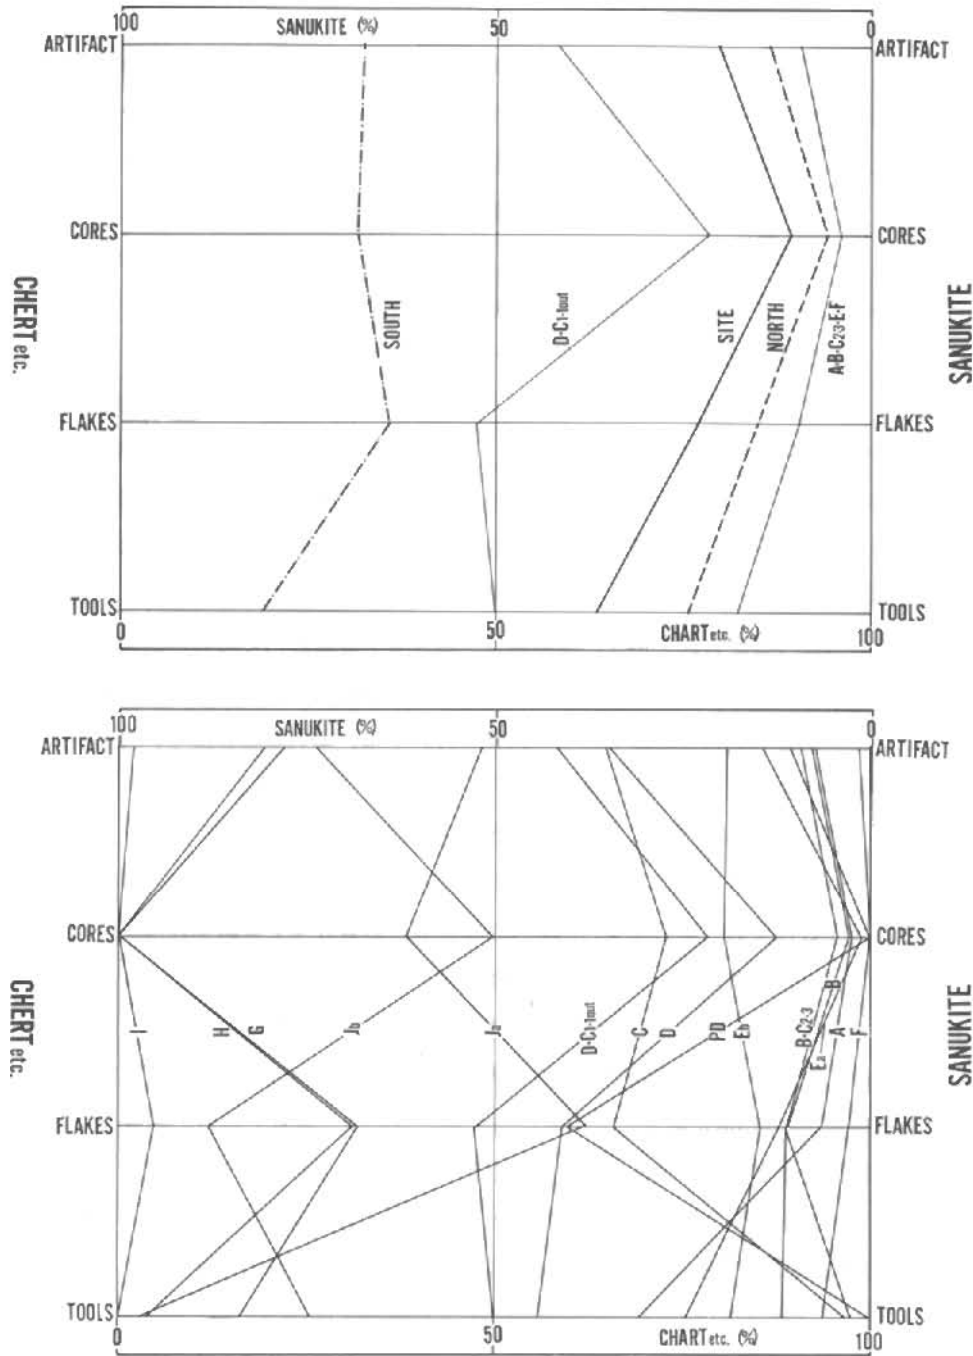 100 SANUKITE (%) 50 0
ARTIFACT ARTIFACT
CORES CORES
CHERT etc.
SOUTH
D·C1-1out
SITE
NORTH
A·B·C2·3·E·F
SANUKITE
FLAKES FLAKES
TOOLS TOOLS
0 50 CHART etc. (%) 100
100 SANUKITE (%) 50 0
ARTIFACT ARTIFACT
CORES CORES
CHERT etc.
I
H
G
Jb
Ja
D·C1-1out
C
D
PD
Eb
B·C2·3
Ea
B
A
F
SANUKITE
FLAKES FLAKES
TOOLS TOOLS
0 50 CHART etc. (%) 100